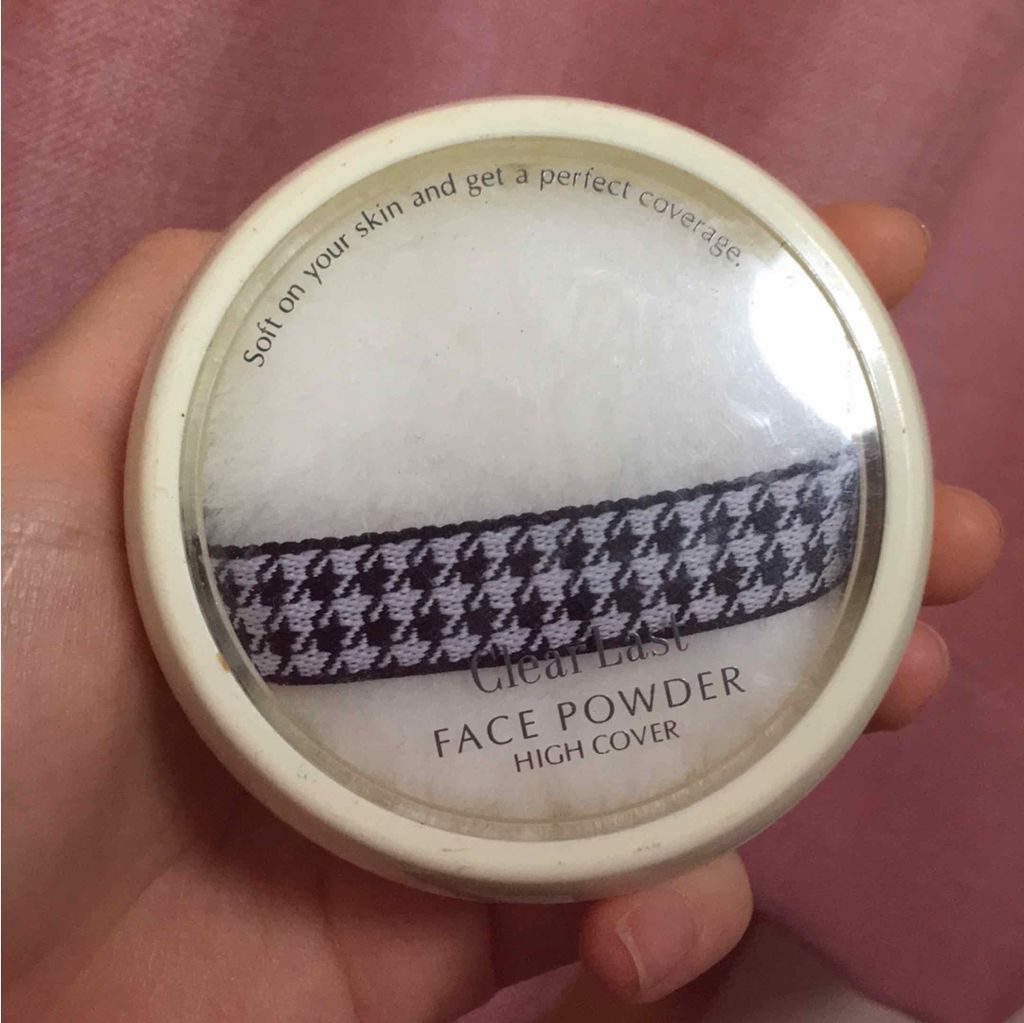 Soft on your skin and get a perfect coverage.
Clear Last
FACE POWDER
HIGH COVER